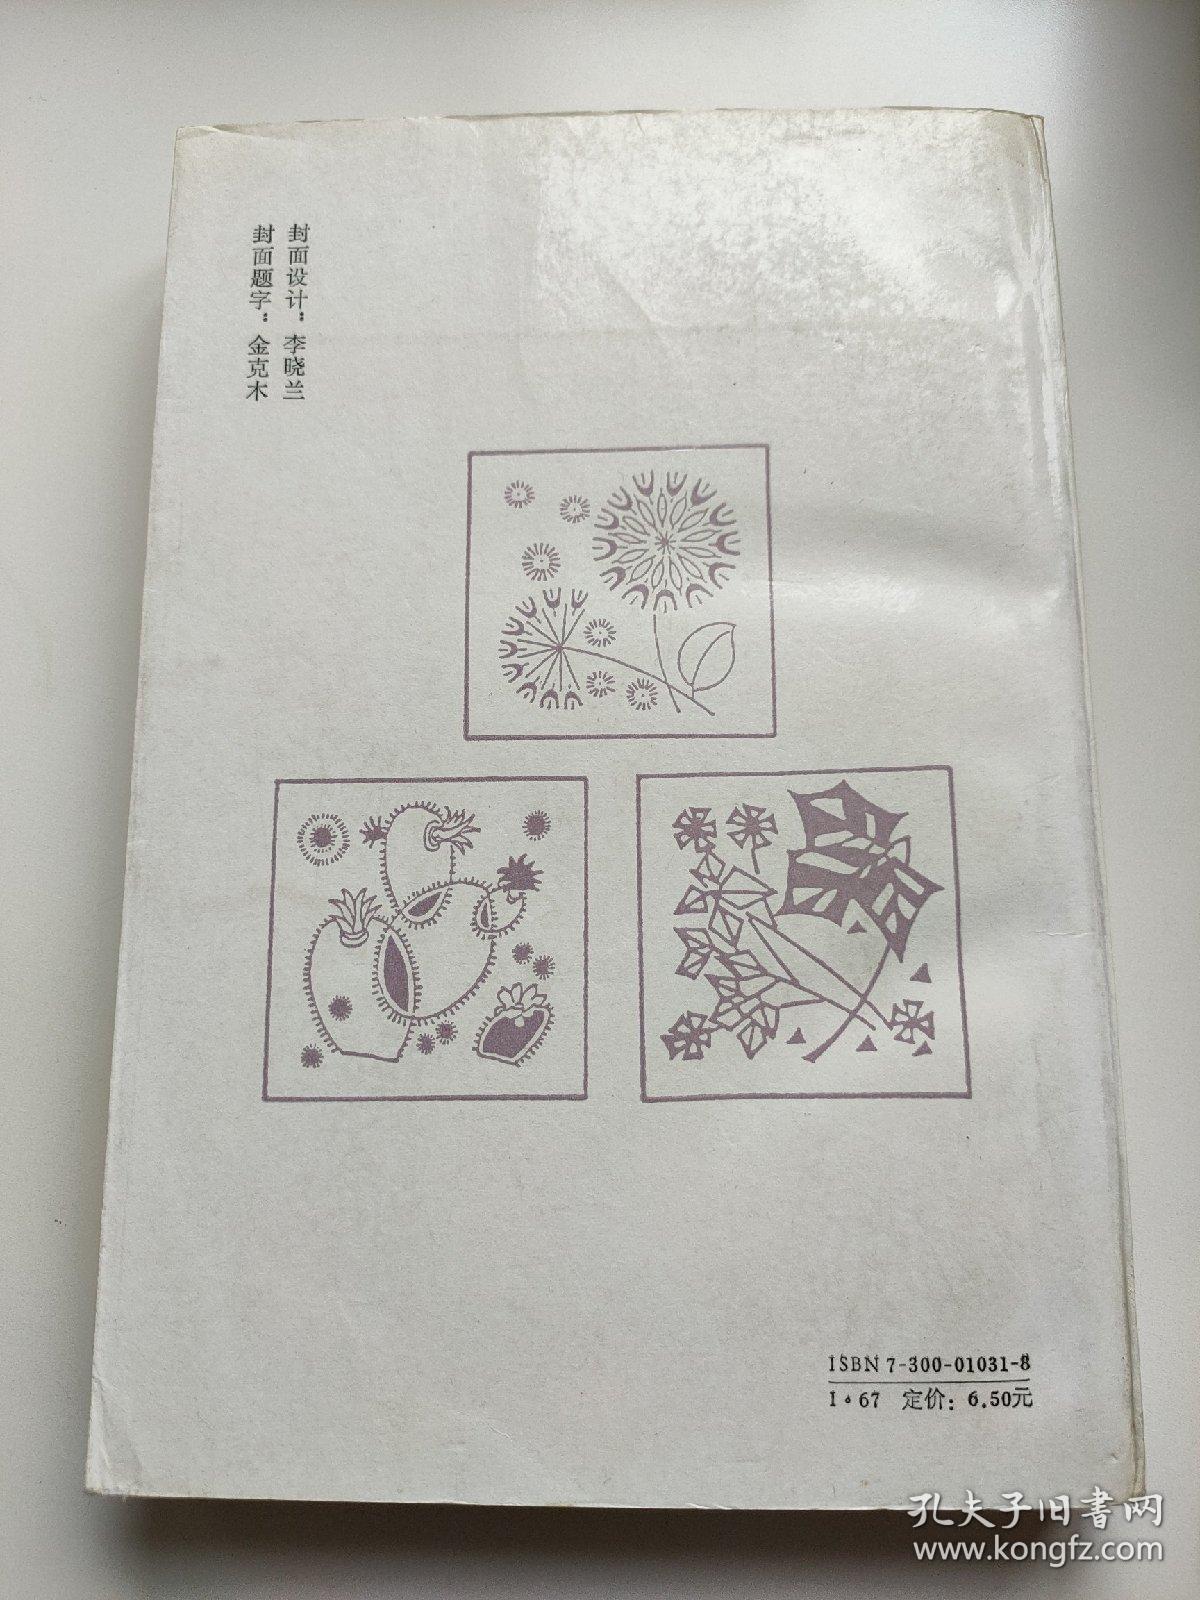 封面设计：李晓兰
封面题字：金克木
ISBN 7-300-01031-8
I·67 定价：6.50元
孔夫子旧书网
www.kongfz.com